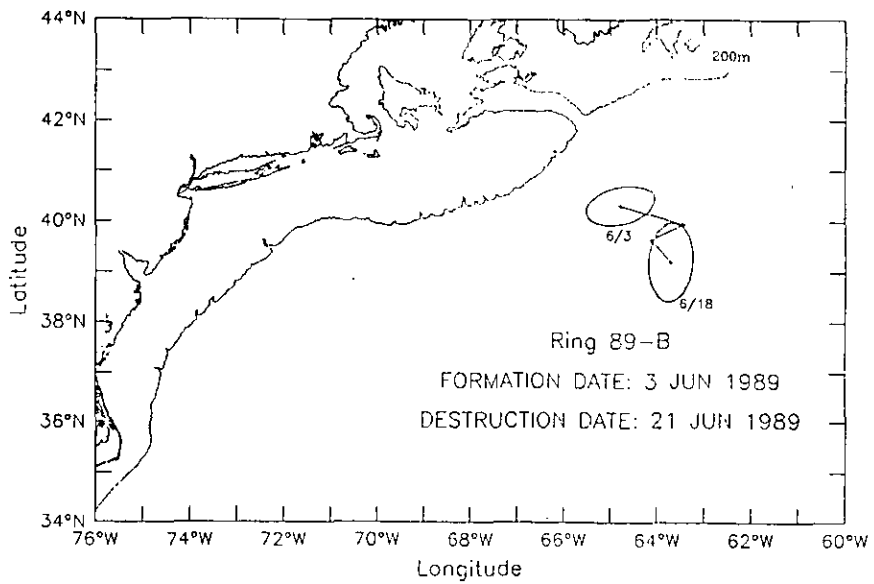 44°N
42°N
40°N
38°N
36°N
34°N
Latitude
200m
6/3
6/18
Ring 89-B
FORMATION DATE: 3 JUN 1989
DESTRUCTION DATE: 21 JUN 1989
76°W 74°W 72°W 70°W 68°W 66°W 64°W 62°W 60°W
Longitude